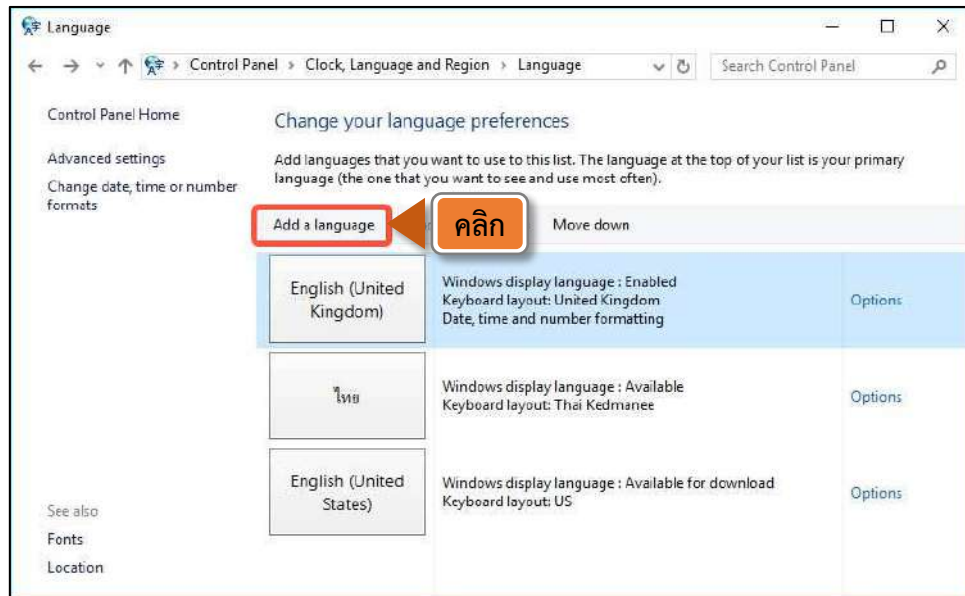 Language
Control Panel > Clock, Language and Region > Language
Search Control Panel
Control Panel Home
Advanced settings
Change date, time or number
formats
Change your language preferences
Add languages that you want to use to this list. The language at the top of your list is your primary
language (the one that you want to see and use most often).
Add a language
คลิก
Move down
English (United
Kingdom)
Windows display language : Enabled
Keyboard layout: United Kingdom
Date, time and number formatting
Options
ไทย
Windows display language : Available
Keyboard layout: Thai Kedmanee
Options
English (United
States)
Windows display language : Available for download
Keyboard layout: US
Options
See also
Fonts
Location